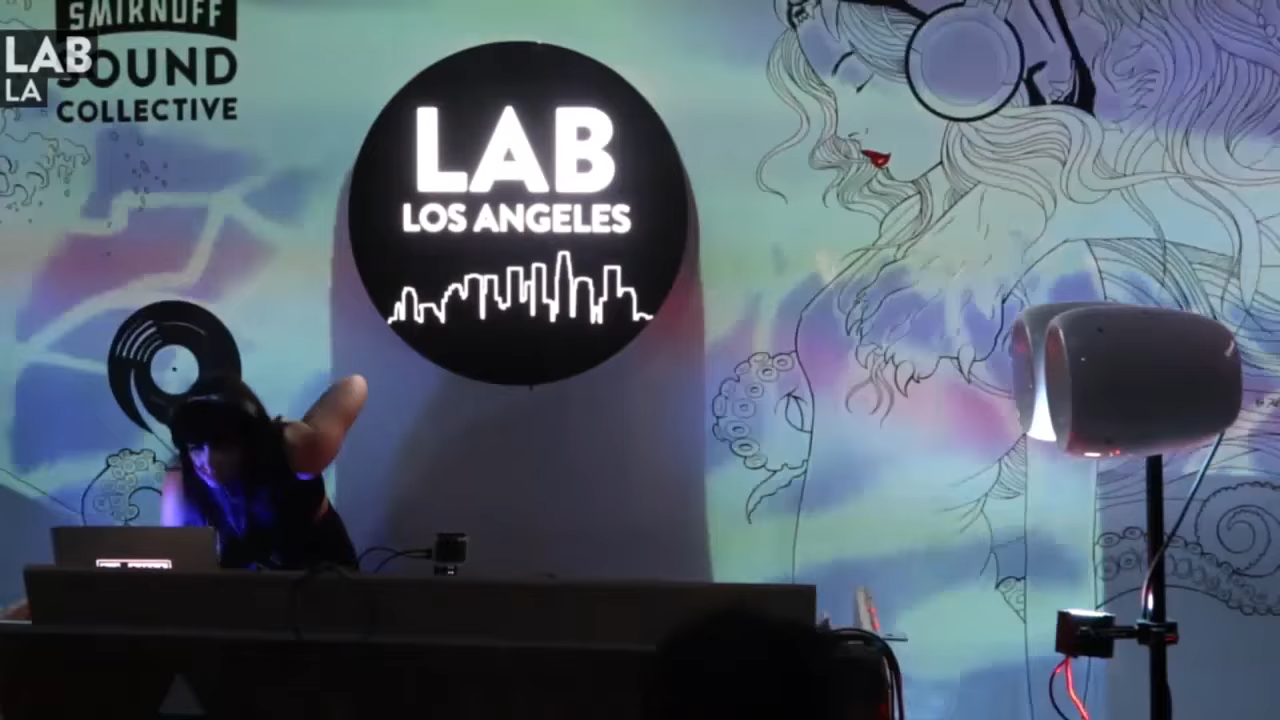 SMIRNOFF
SOUND
COLLECTIVE
LAB
LA
LAB
LOS ANGELES